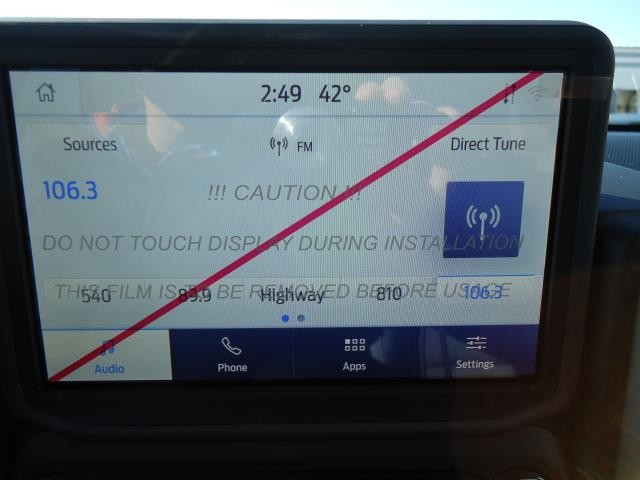 2:49 42°
Sources FM Direct Tune
106.3
!!! CAUTION !!!
DO NOT TOUCH DISPLAY DURING INSTALLATION
THIS FILM IS TO BE REMOVED BEFORE USAGE
540 89.9 Highway 810 106.3
Audio Phone Apps Settings